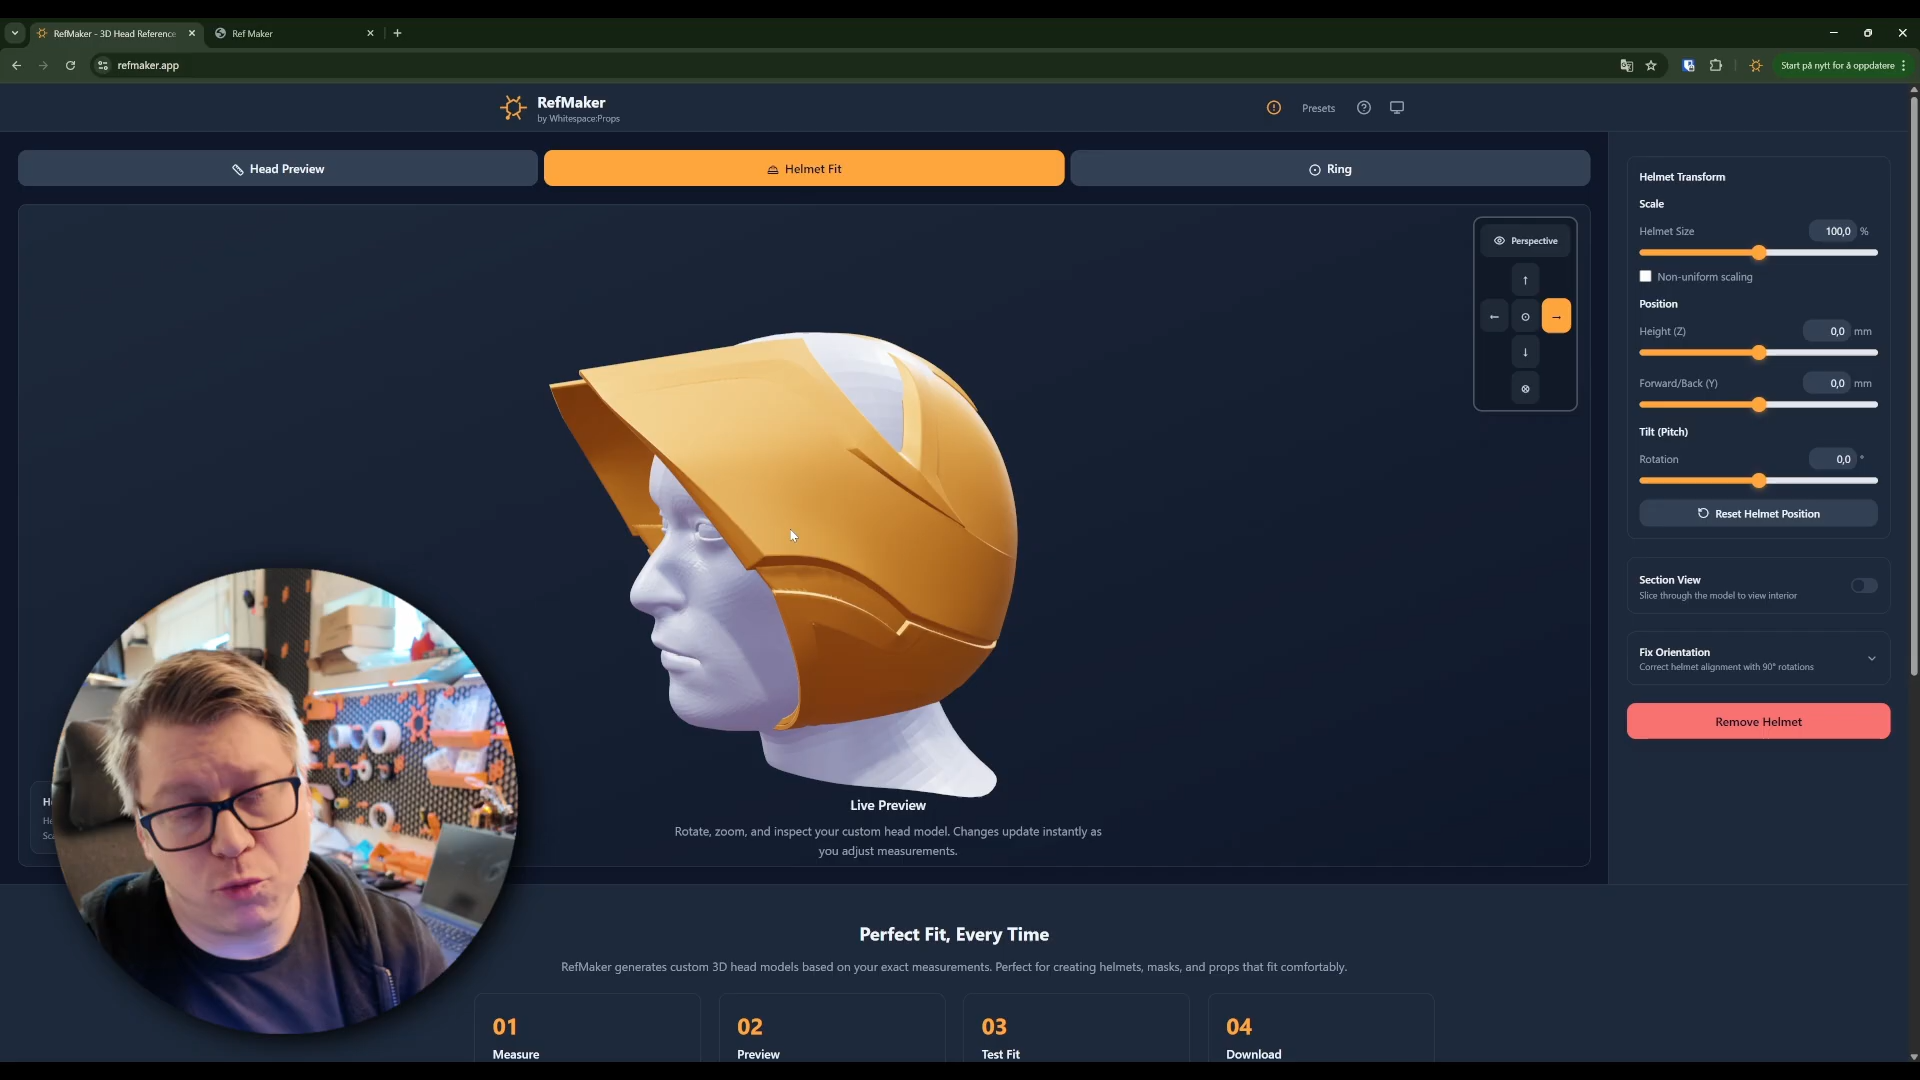 RefMaker - 3D Head Reference
Ref Maker
refmaker.app
Start på nytt for å oppdatere
RefMaker
by Whitespace:Props
Presets
Head Preview
Helmet Fit
Ring
Perspective
Helmet Transform
Scale
Helmet Size
100,0 %
Non-uniform scaling
Position
Height (Z)
0,0 mm
Forward/Back (Y)
0,0 mm
Tilt (Pitch)
Rotation
0,0 °
Reset Helmet Position
Section View
Slice through the model to view interior
Fix Orientation
Correct helmet alignment with 90° rotations
Remove Helmet
Live Preview
Rotate, zoom, and inspect your custom head model. Changes update instantly as
you adjust measurements.
Perfect Fit, Every Time
RefMaker generates custom 3D head models based on your exact measurements. Perfect for creating helmets, masks, and props that fit comfortably.
01
Measure
02
Preview
03
Test Fit
04
Download